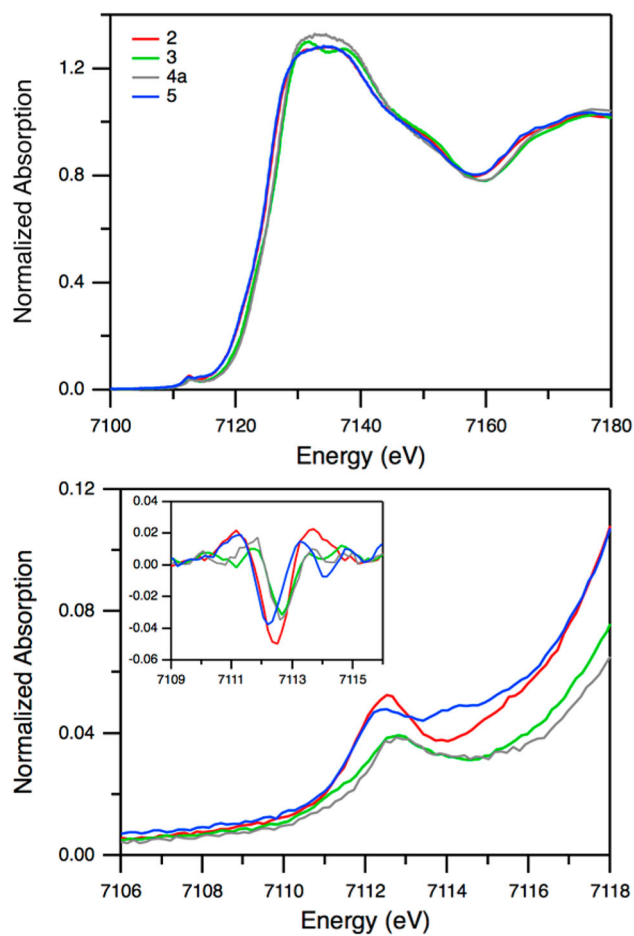 2
3
4a
5
1.2
0.8
0.4
0.0
Normalized Absorption
7100 7120 7140 7160 7180
Energy (eV)
0.12
0.08
0.04
0.00
Normalized Absorption
0.04
0.02
0.00
-0.02
-0.04
-0.06
7109 7111 7113 7115
7106 7108 7110 7112 7114 7116 7118
Energy (eV)